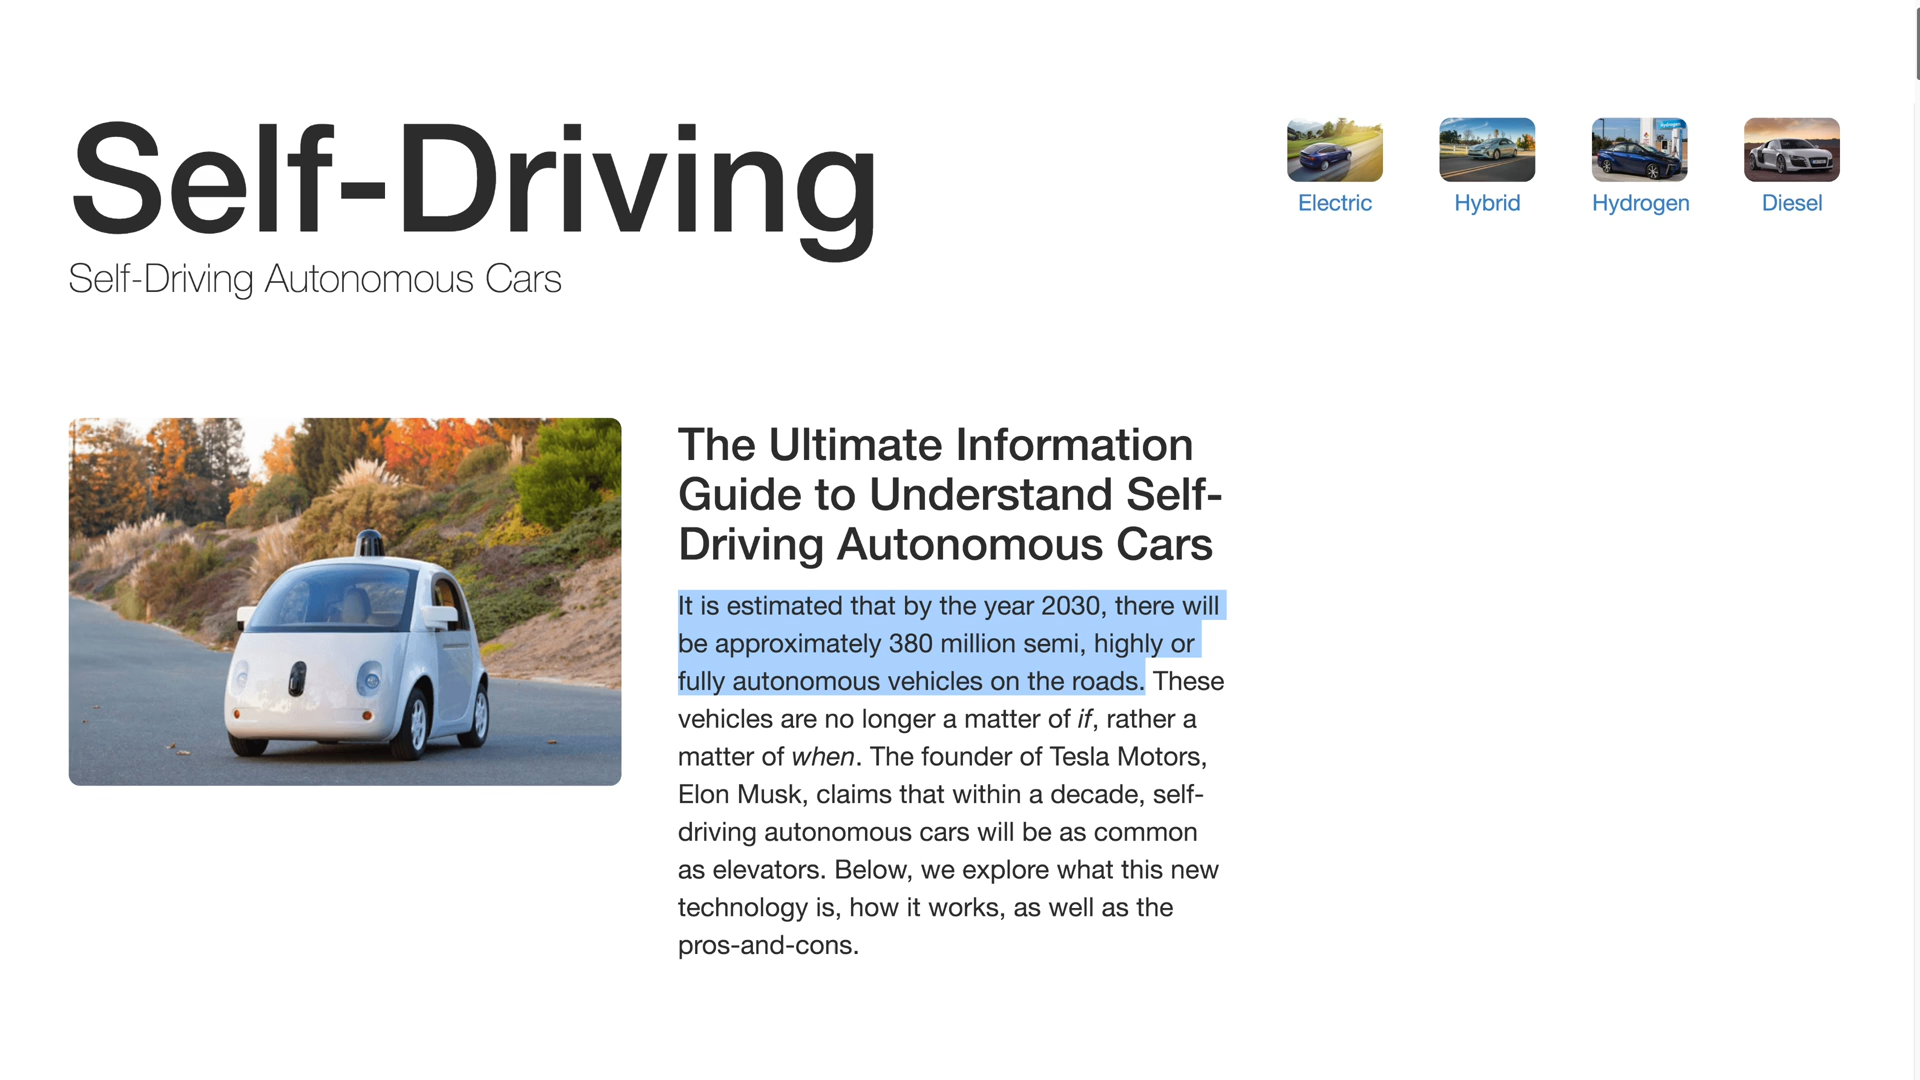 Self-Driving
Self-Driving Autonomous Cars
Electric
Hybrid
Hydrogen
Diesel
The Ultimate Information
Guide to Understand Self-
Driving Autonomous Cars
It is estimated that by the year 2030, there will
be approximately 380 million semi, highly or
fully autonomous vehicles on the roads. These
vehicles are no longer a matter of if, rather a
matter of when. The founder of Tesla Motors,
Elon Musk, claims that within a decade, self-
driving autonomous cars will be as common
as elevators. Below, we explore what this new
technology is, how it works, as well as the
pros-and-cons.